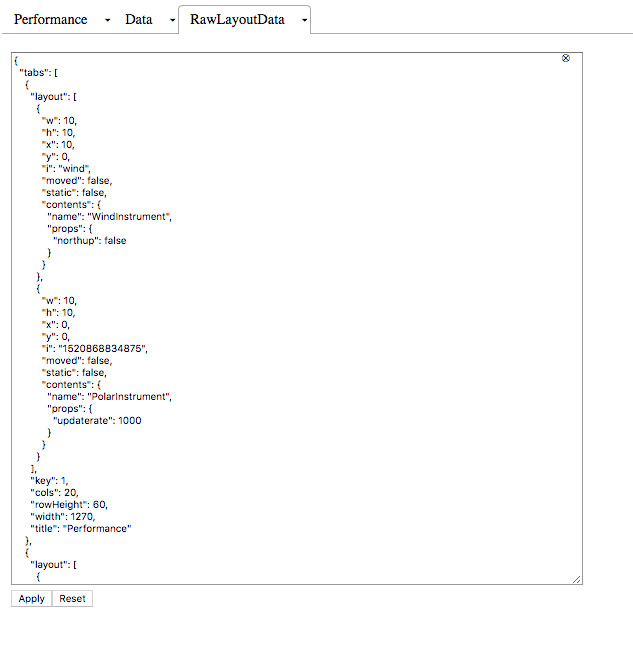 Performance Data RawLayoutData
{
"tabs": [
{
"layout": [
{
"w": 10,
"h": 10,
"x": 10,
"y": 0,
"i": "wind",
"moved": false,
"static": false,
"contents": {
"name": "WindInstrument",
"props": {
"northup": false
}
}
},
{
"w": 10,
"h": 10,
"x": 0,
"y": 0,
"i": "1520868834875",
"moved": false,
"static": false,
"contents": {
"name": "PolarInstrument",
"props": {
"updaterate": 1000
}
}
}
],
"key": 1,
"cols": 20,
"rowHeight": 60,
"width": 1270,
"title": "Performance"
},
{
"layout": [
{
Apply Reset